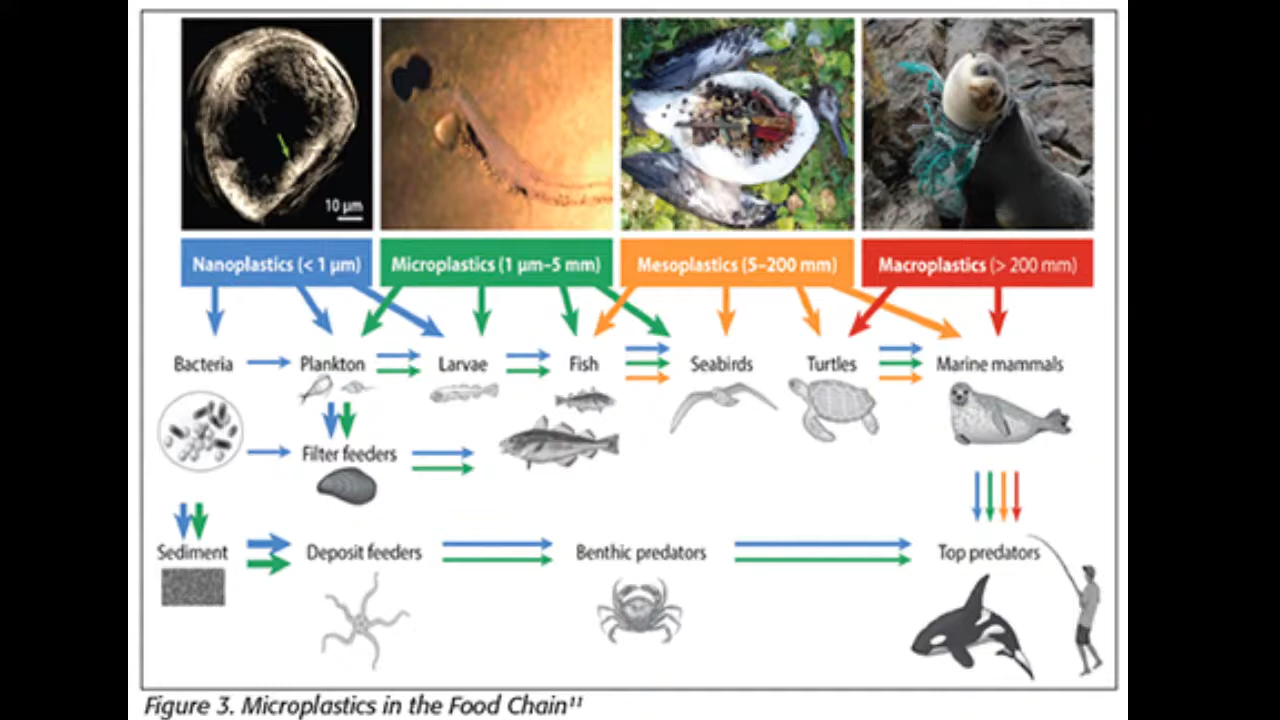 10 µm
Nanoplastics (< 1 µm)
Microplastics (1 µm–5 mm)
Mesoplastics (5–200 mm)
Macroplastics (> 200 mm)
Bacteria
Plankton
Larvae
Fish
Seabirds
Turtles
Marine mammals
Filter feeders
Sediment
Deposit feeders
Benthic predators
Top predators
Figure 3. Microplastics in the Food Chain¹¹